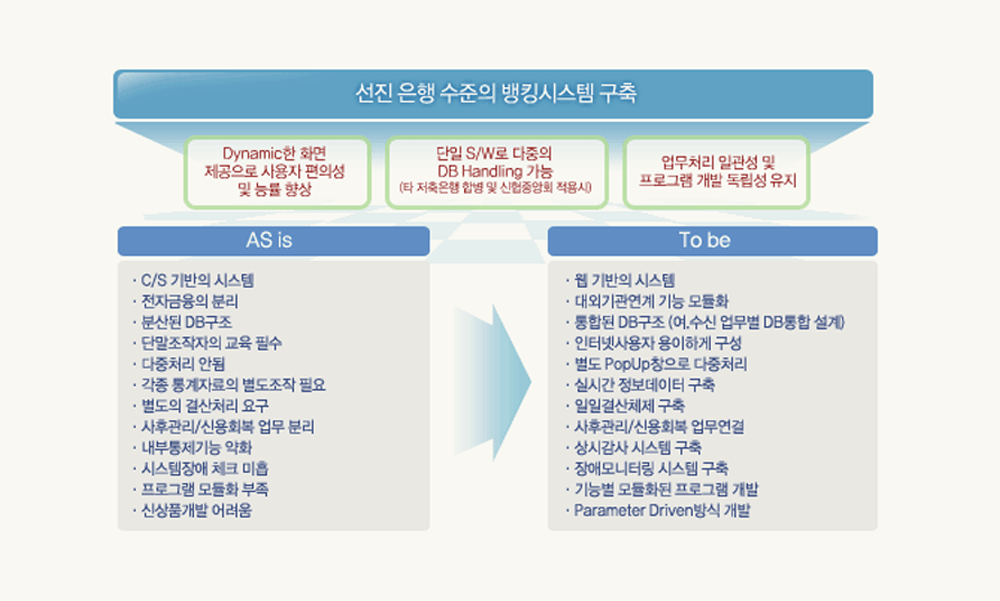 선진 은행 수준의 뱅킹시스템 구축
Dynamic한 화면
제공으로 사용자 편의성
및 능률 향상
단일 S/W로 다중의
DB Handling 가능
(타 저축은행 합병 및 신협중앙회 적용시)
업무처리 일관성 및
프로그램 개발 독립성 유지
AS is
· C/S 기반의 시스템
· 전자금융의 분리
· 분산된 DB구조
· 단말조작자의 교육 필수
· 다중처리 안됨
· 각종 통계자료의 별도조작 필요
· 별도의 결산처리 요구
· 사후관리/신용회복 업무 분리
· 내부통제기능 약화
· 시스템장애 체크 미흡
· 프로그램 모듈화 부족
· 신상품개발 어려움
To be
· 웹 기반의 시스템
· 대외기관연계 기능 모듈화
· 통합된 DB구조 (여,수신 업무별 DB통합 설계)
· 인터넷사용자 용이하게 구성
· 별도 PopUp창으로 다중처리
· 실시간 정보데이터 구축
· 일일결산체제 구축
· 사후관리/신용회복 업무연결
· 상시감사 시스템 구축
· 장애모니터링 시스템 구축
· 기능별 모듈화된 프로그램 개발
· Parameter Driven방식 개발